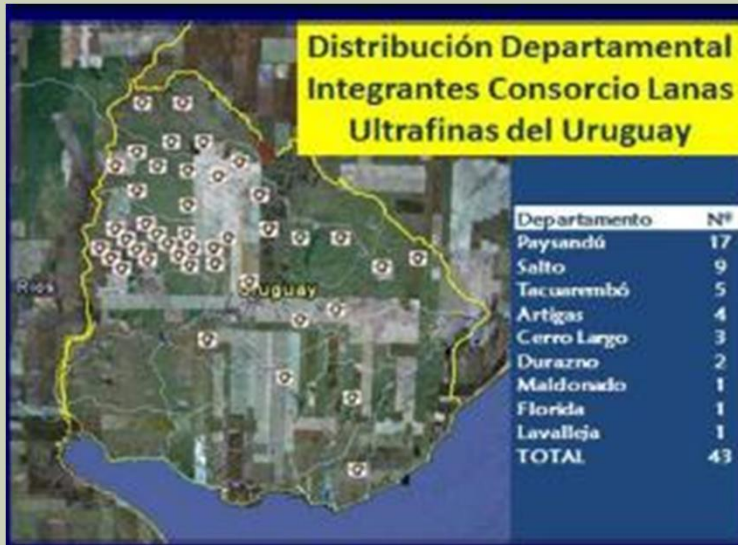 Distribución Departamental
Integrantes Consorcio Lanas
Ultrafinas del Uruguay
Departamento Nº
Paysandú 17
Salto 9
Tacuarembó 5
Artigas 4
Cerro Largo 3
Durazno 2
Maldonado 1
Florida 1
Lavalleja 1
TOTAL 43
Ríos
Uruguay